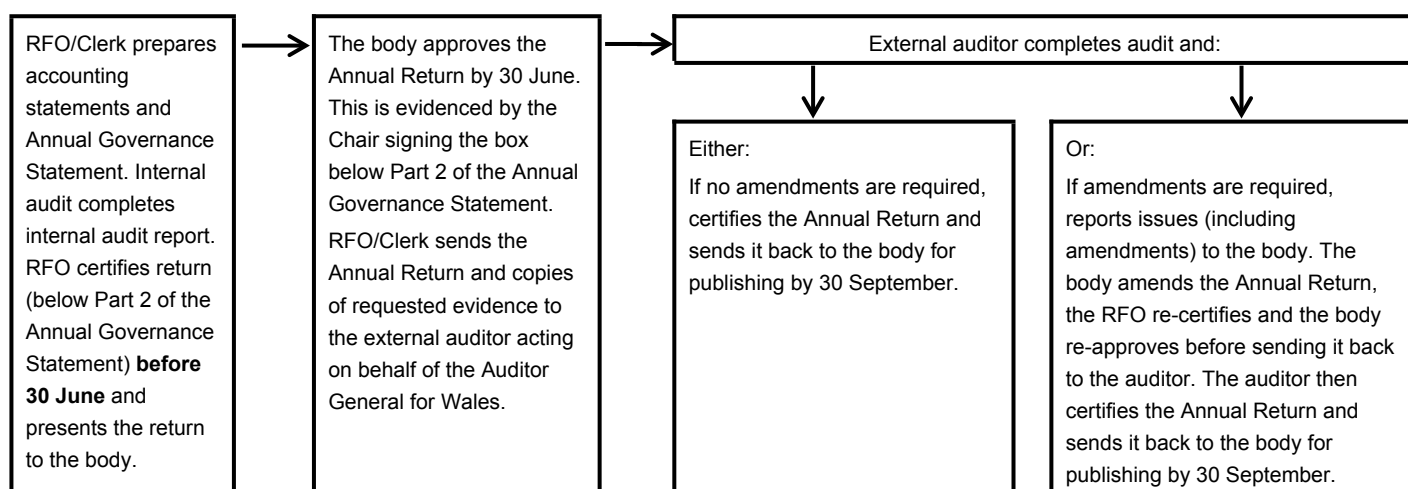 RFO/Clerk prepares
accounting
statements and
Annual Governance
Statement. Internal
audit completes
internal audit report.
RFO certifies return
(below Part 2 of the
Annual Governance
Statement) before
30 June and
presents the return
to the body.
The body approves the
Annual Return by 30 June.
This is evidenced by the
Chair signing the box
below Part 2 of the Annual
Governance Statement.
RFO/Clerk sends the
Annual Return and copies
of requested evidence to
the external auditor acting
on behalf of the Auditor
General for Wales.
External auditor completes audit and:
Either:
If no amendments are required,
certifies the Annual Return and
sends it back to the body for
publishing by 30 September.
Or:
If amendments are required,
reports issues (including
amendments) to the body. The
body amends the Annual Return,
the RFO re-certifies and the body
re-approves before sending it back
to the auditor. The auditor then
certifies the Annual Return and
sends it back to the body for
publishing by 30 September.